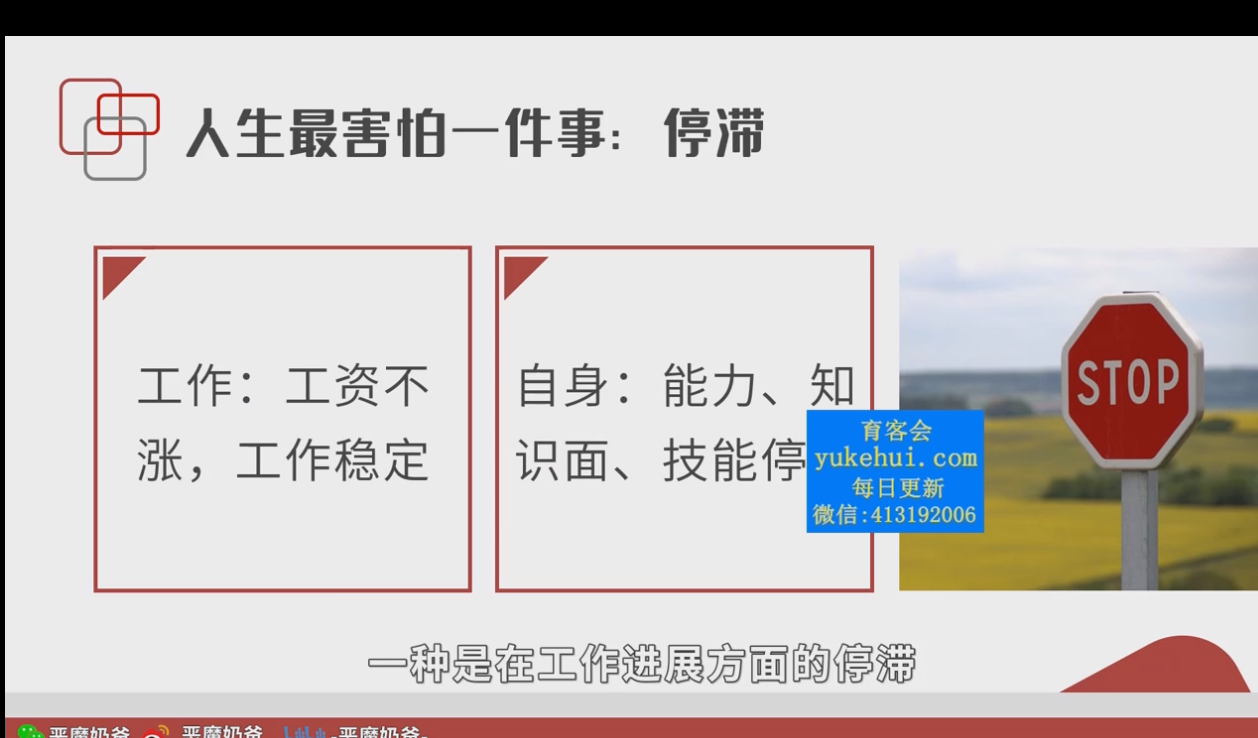 人生最害怕一件事：停滞
工作：工资不
涨，工作稳定
自身：能力、知
识面、技能停
STOP
育客会
yukehui.com
每日更新
微信:413192006
一种是在工作进展方面的停滞
恶魔奶爸 恶魔奶爸 恶魔奶爸